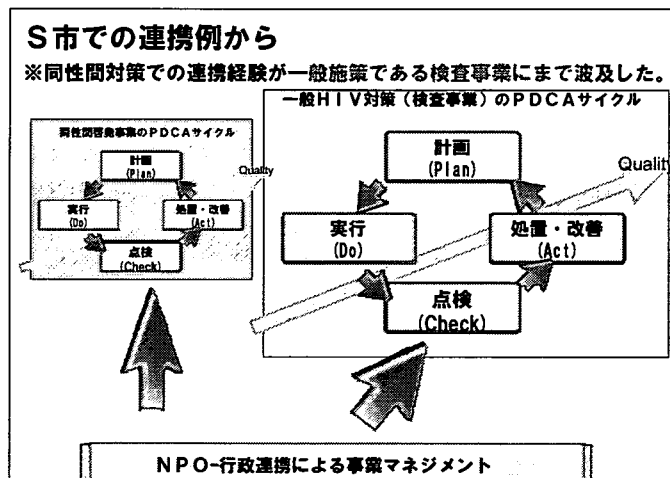 S市での連携例から
※同性間対策での連携経験が一般施策である検査事業にまで波及した。
同性間啓発事業のPDCAサイクル
計画
(Plan)
Quality
実行
(Do)
処置・改善
(Act)
点検
(Check)
一般HIV対策（検査事業）のPDCAサイクル
計画
(Plan)
Quality
実行
(Do)
処置・改善
(Act)
点検
(Check)
NPO-行政連携による事業マネジメント